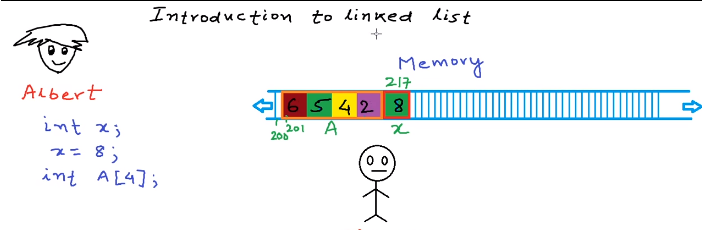 Introduction to linked list
Albert
int x;
x = 8;
int A[4];
Memory
217
6 5 4 2 8
200 201 A x